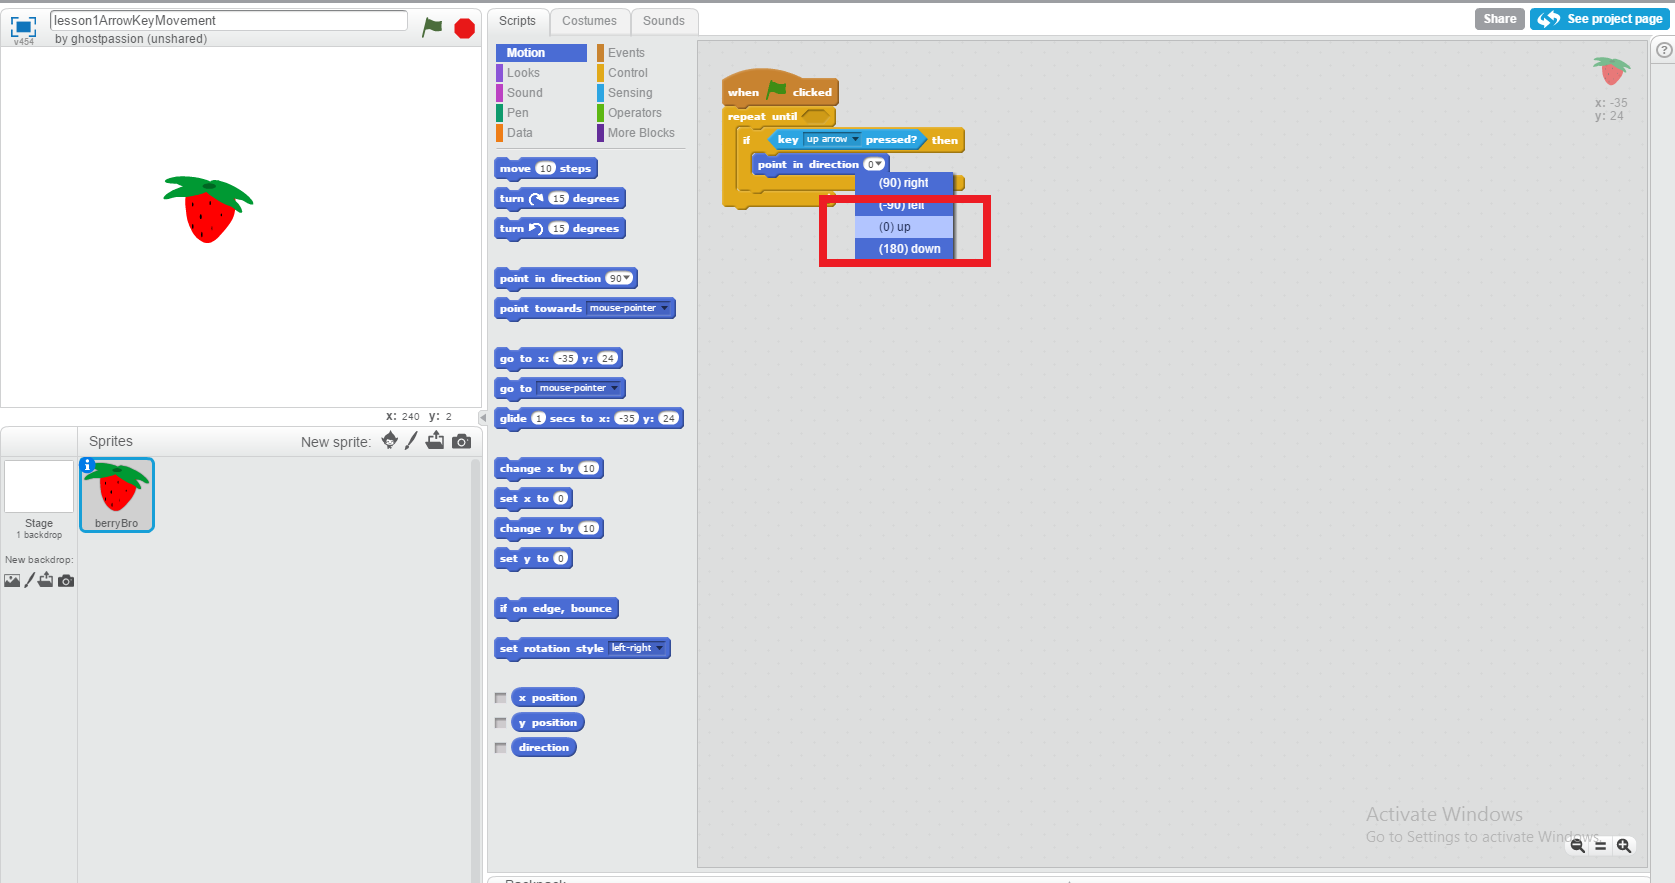 lesson1ArrowKeyMovement
by ghostpassion (unshared)
v454
Scripts
Costumes
Sounds
Share
See project page
Motion
Events
Looks
Control
Sound
Sensing
Pen
Operators
Data
More Blocks
move 10 steps
turn 15 degrees
turn 15 degrees
point in direction 90
point towards mouse-pointer
go to x: -35 y: 24
go to mouse-pointer
glide 1 secs to x: -35 y: 24
change x by 10
set x to 0
change y by 10
set y to 0
if on edge, bounce
set rotation style left-right
x position
y position
direction
when clicked
repeat until
if key up arrow pressed? then
point in direction 0
(90) right
(-90) left
(0) up
(180) down
x: -35
y: 24
?
x: 240 y: 2
Sprites
New sprite:
i
berryBro
Stage
1 backdrop
New backdrop:
Activate Windows
Go to Settings to activate Windows.
Backpack